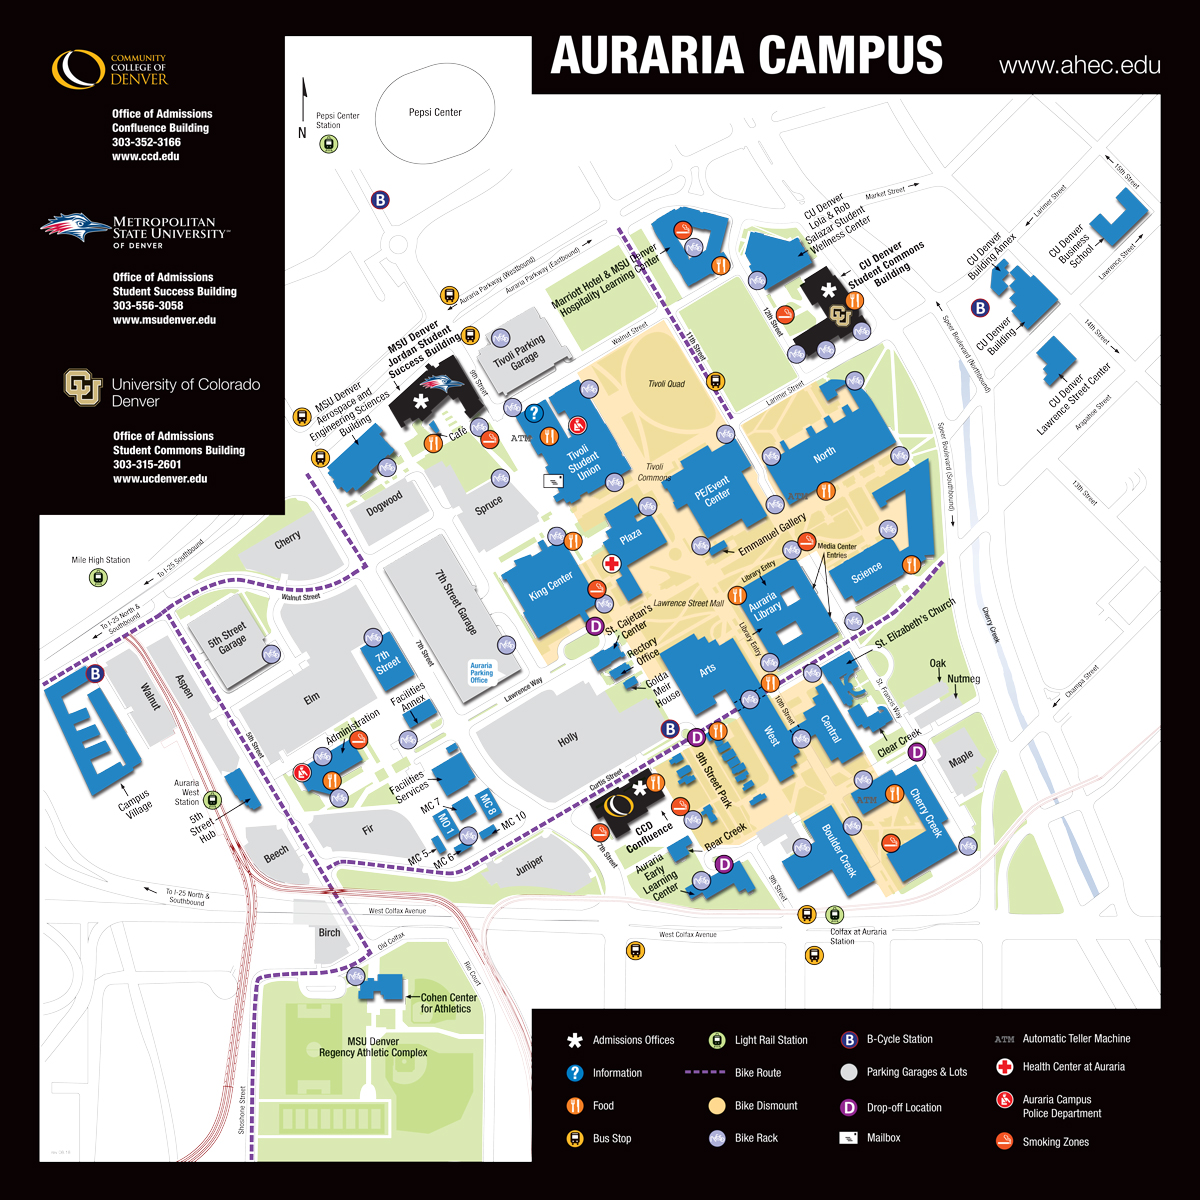 AURARIA CAMPUS
www.ahec.edu
COMMUNITY
COLLEGE OF
DENVER
Office of Admissions
Confluence Building
303-352-3166
www.ccd.edu
METROPOLITAN
STATE UNIVERSITY™
OF DENVER
Office of Admissions
Student Success Building
303-556-3058
www.msudenver.edu
CU
University of Colorado
Denver
Office of Admissions
Student Commons Building
303-315-2601
www.ucdenver.edu
N
Pepsi Center
Station
Pepsi Center
B
Auraria Parkway (Westbound)
Auraria Parkway (Eastbound)
Marriott Hotel & MSU Denver
Hospitality Learning Center
CU Denver
Lola & Rob
Salazar Student
Wellness Center
Market Street
CU Denver
Student Commons
Building
CU
12th Street
11th Street
Larimer Street
Walnut Street
15th Street
Larimer Street
CU Denver
Building Annex
CU Denver
Business
School
Lawrence Street
B
CU Denver
Building
14th Street
CU Denver
Lawrence Street Center
Arapahoe Street
Speer Boulevard (Northbound)
Speer Boulevard (Southbound)
13th Street
Cherry Creek
Champa Street
MSU Denver
Jordan Student
Success Building
9th Street
Tivoli Parking
Garage
MSU Denver
Aerospace and
Engineering Sciences
Building
Café
ATM
?
Tivoli
Student
Union
Tivoli Quad
Tivoli
Commons
PE/Event
Center
North
ATM
Emmanuel Gallery
Media Center
Entries
Science
Library Entry
Auraria
Library
Library Entry
Lawrence Street Mall
Plaza
King Center
D
St. Cajetan's
Center
Rectory
Office
Golda
Meir
House
Arts
Dogwood
Spruce
Cherry
7th Street Garage
7th Street
Auraria
Parking
Office
Lawrence Way
Mile High Station
To I-25 Southbound
To I-25 North &
Southbound
Walnut Street
5th Street
Garage
7th
Street
Elm
Facilities
Annex
Administration
B
Walnut
Aspen
5th Street
Campus
Village
Auraria
West
Station
5th
Street
Hub
Facilities
Services
MC 7
MC 8
MO 1
MC 10
MC 5
MC 6
Fir
Beech
Juniper
Holly
Curtis Street
B
D
9th Street Park
10th Street
West
Central
St. Elizabeth's Church
St. Francis Way
Oak
Nutmeg
Clear Creek
D
Maple
ATM
Cherry Creek
Boulder Creek
CCD
Confluence
7th Street
Bear Creek
D
Auraria
Early
Learning
Center
9th Street
Colfax at Auraria
Station
West Colfax Avenue
West Colfax Avenue
To I-25 North &
Southbound
Birch
Old Colfax
Rio Court
Cohen Center
for Athletics
MSU Denver
Regency Athletic Complex
Shoshone Street
Admissions Offices
? Information
Food
Bus Stop
Light Rail Station
Bike Route
Bike Dismount
Bike Rack
B B-Cycle Station
Parking Garages & Lots
D Drop-off Location
Mailbox
ATM Automatic Teller Machine
Health Center at Auraria
Auraria Campus
Police Department
Smoking Zones